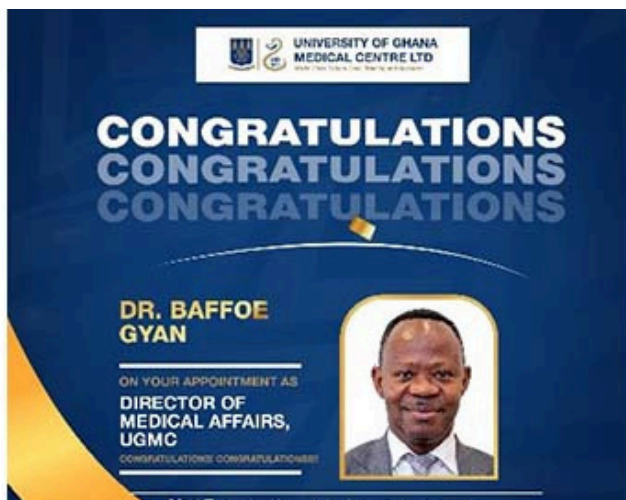 UNIVERSITY OF GHANA
MEDICAL CENTRE LTD
CONGRATULATIONS
CONGRATULATIONS
CONGRATULATIONS
DR. BAFFOE
GYAN
ON YOUR APPOINTMENT AS
DIRECTOR OF
MEDICAL AFFAIRS,
UGMC
CONGRATULATIONS! CONGRATULATIONS!!!